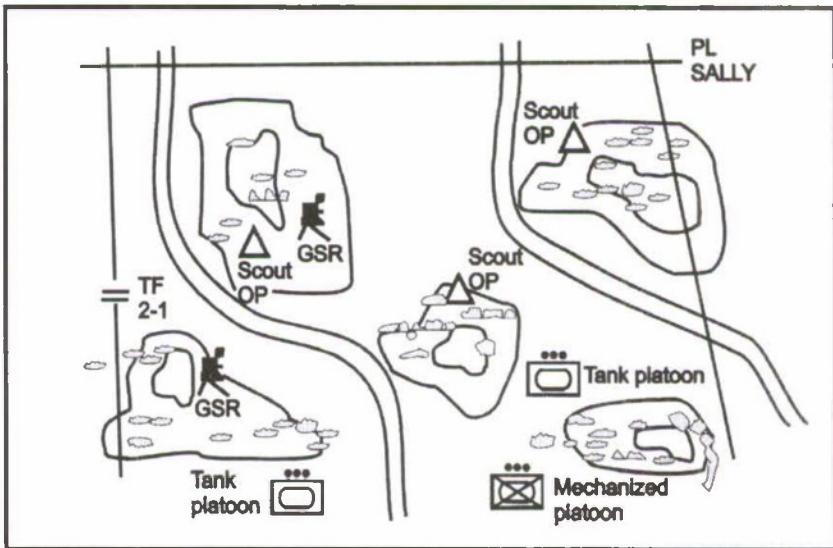 PL
SALLY
Scout
OP
GSR
Scout
OP
TF
2-1
Scout
OP
GSR
Tank platoon
Tank
platoon
Mechanized
platoon